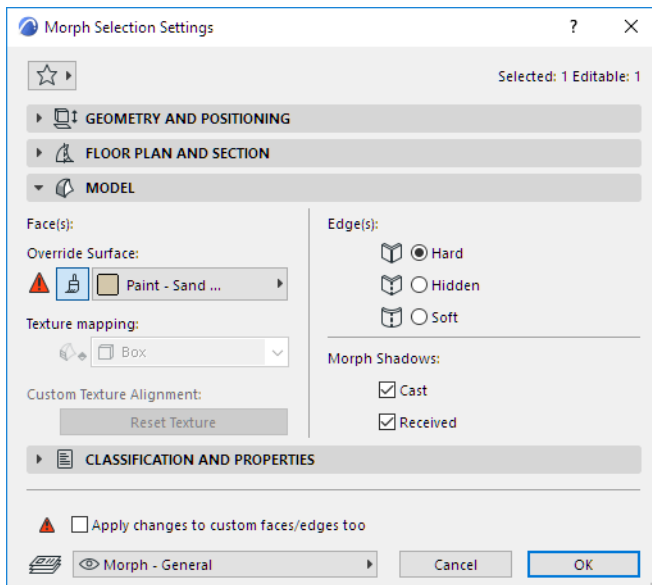 Morph Selection Settings
Selected: 1 Editable: 1
GEOMETRY AND POSITIONING
FLOOR PLAN AND SECTION
MODEL
Face(s):
Override Surface:
Paint - Sand ...
Texture mapping:
Box
Custom Texture Alignment:
Reset Texture
Edge(s):
Hard
Hidden
Soft
Morph Shadows:
Cast
Received
CLASSIFICATION AND PROPERTIES
Apply changes to custom faces/edges too
Morph - General
Cancel
OK